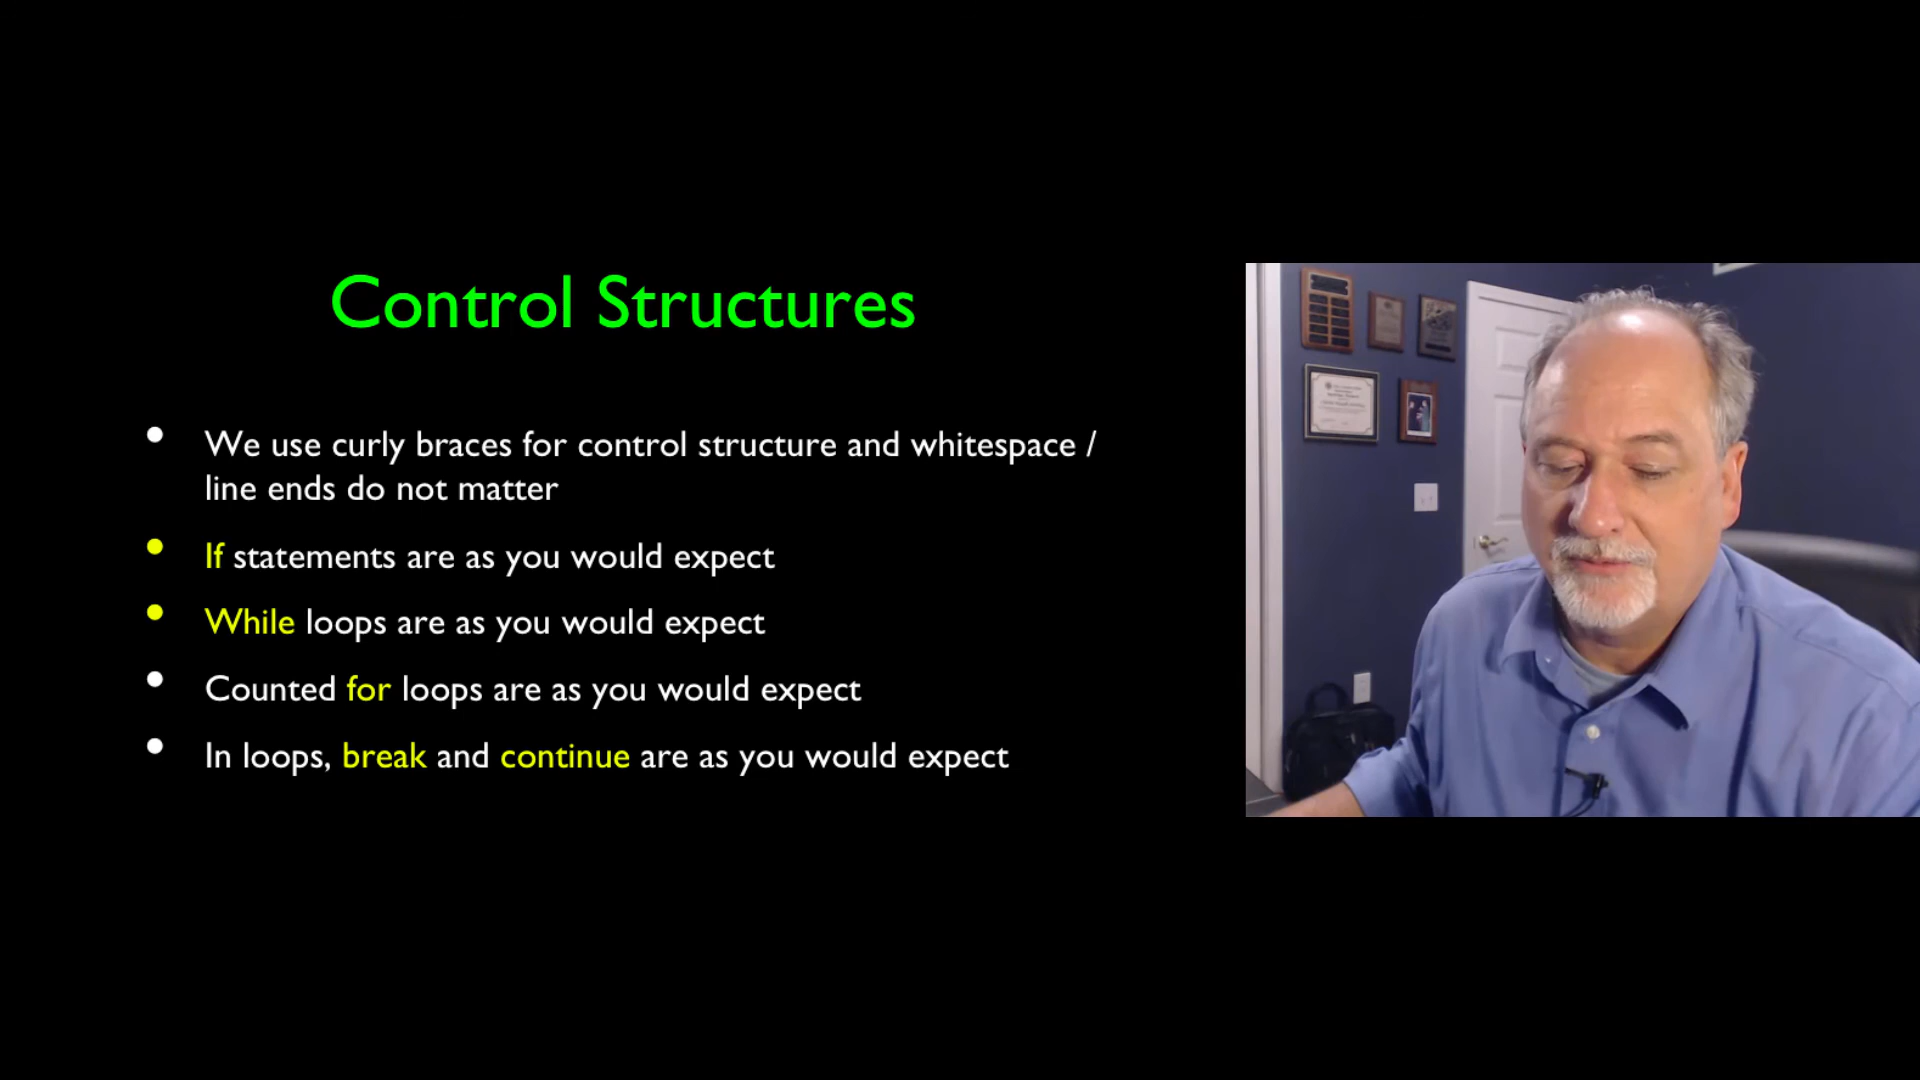 Control Structures
We use curly braces for control structure and whitespace /
line ends do not matter
If statements are as you would expect
While loops are as you would expect
Counted for loops are as you would expect
In loops, break and continue are as you would expect